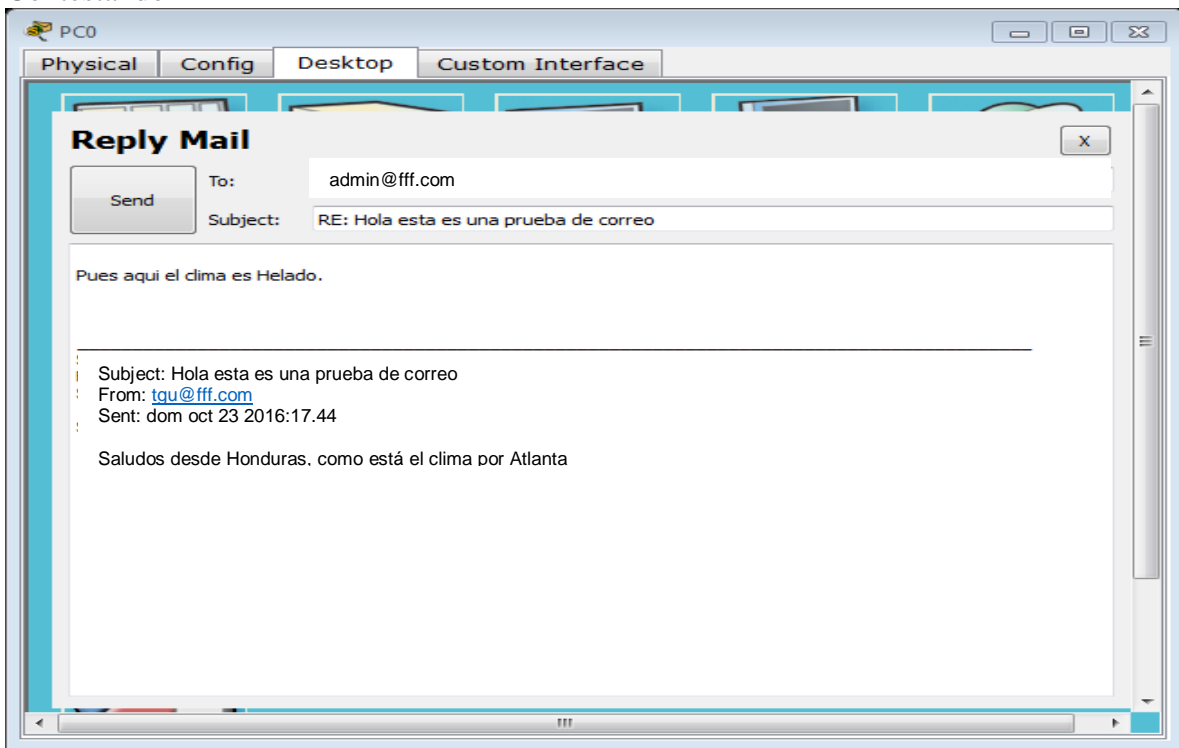 PC0
Physical Config Desktop Custom Interface
Reply Mail
x
Send
To: admin@fff.com
Subject: RE: Hola esta es una prueba de correo
Pues aqui el clima es Helado.
Subject: Hola esta es una prueba de correo
From: tgu@fff.com
Sent: dom oct 23 2016:17.44
Saludos desde Honduras, como está el clima por Atlanta